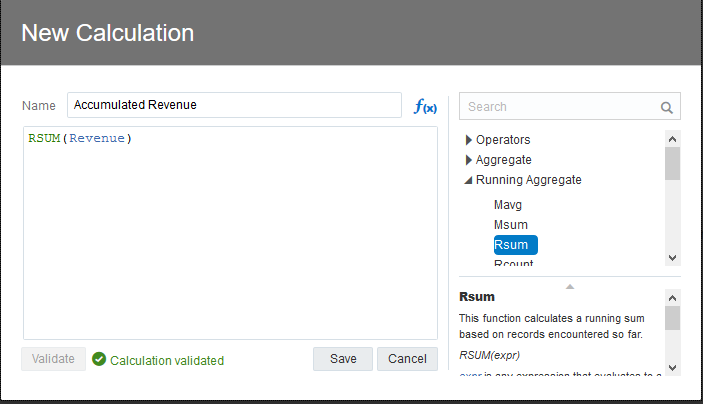 New Calculation
Name
Accumulated Revenue
f(x)
RSUM(Revenue)
Validate
Calculation validated
Save
Cancel
Search
Operators
Aggregate
Running Aggregate
Mavg
Msum
Rsum
Rcount
Rsum
This function calculates a running sum
based on records encountered so far.
RSUM(expr)
expr is any expression that evaluates to a